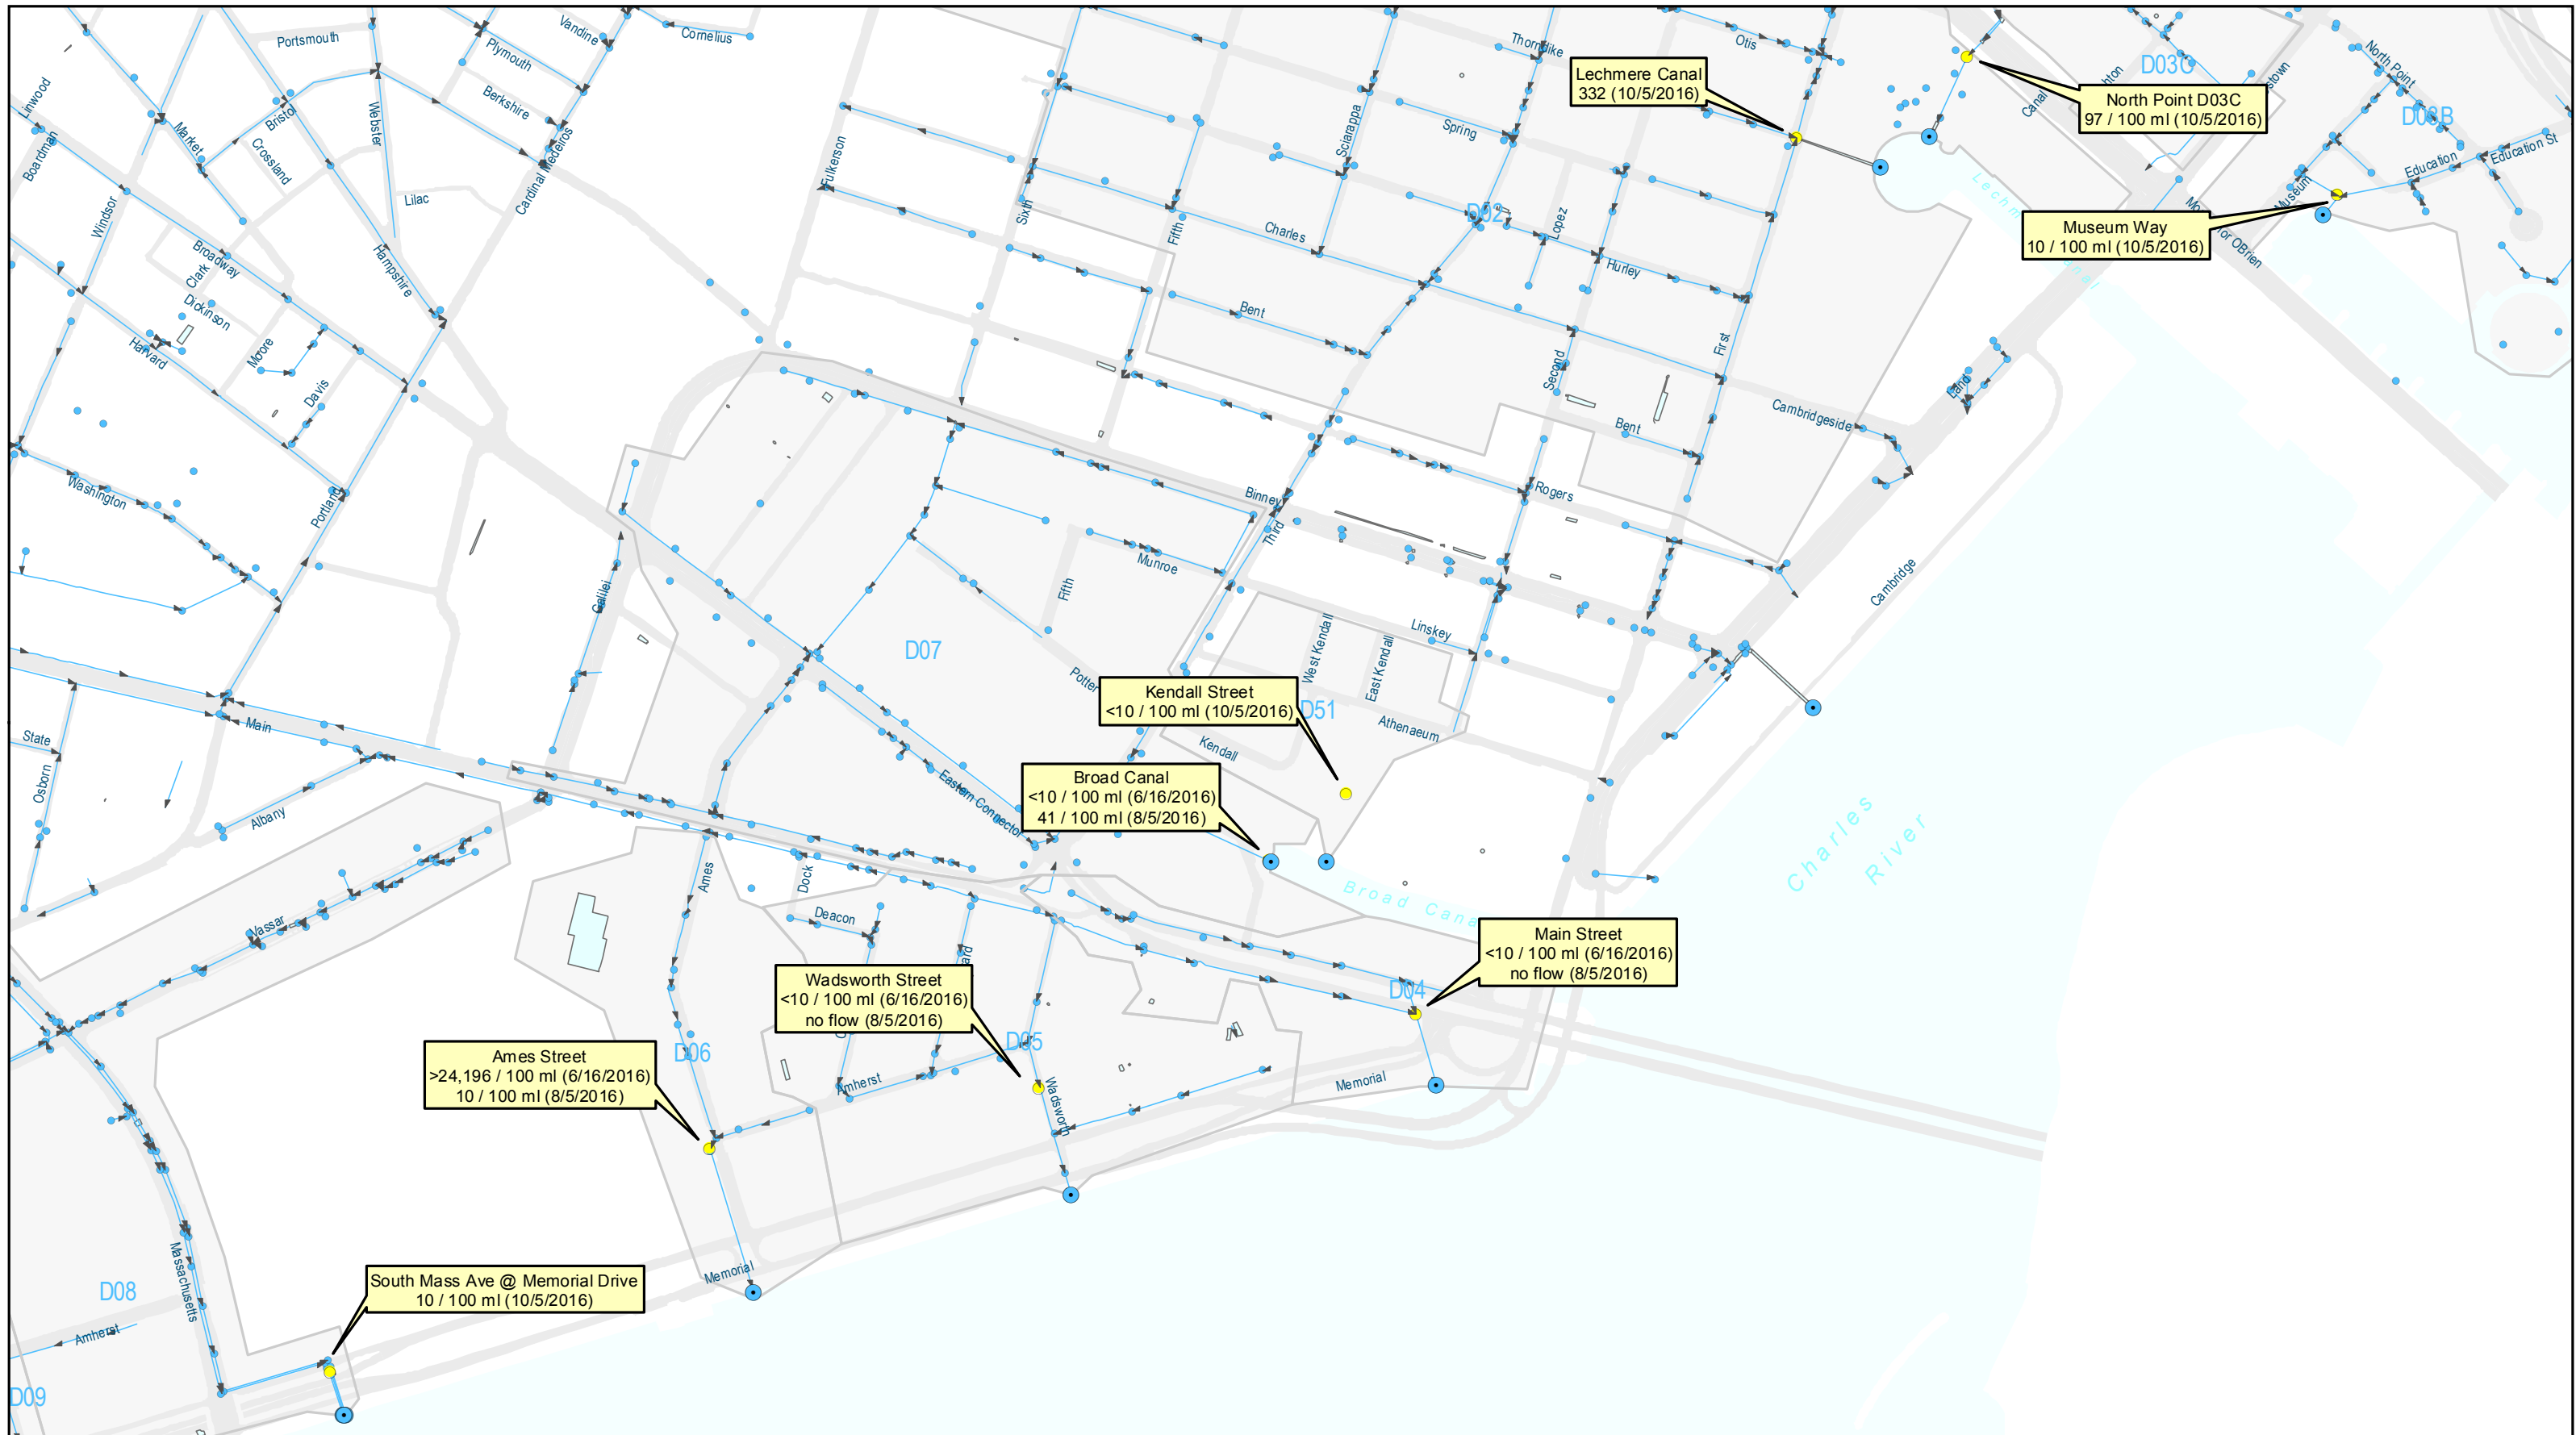 Portsmouth
Vandine
Cornelius
Plymouth
Berkshire
Linwood
Boardman
Market
Bristol
Webster
Crossland
Cardinal Medeiros
Lilac
Windsor
Broadway
Clark
Dickinson
Hampshire
Harvard
Moore
Davis
Washington
Portland
Fulkerson
Sixth
Fifth
Sciarappa
Thorndike
Otis
Spring
Charles
D02
Lopez
Hurley
Bent
Second
First
Lechmere Canal
332 (10/5/2016)
D03C
North Point
North Point D03C
97 / 100 ml (10/5/2016)
Canal
D03B
Education
Education St
Museum
Museum Way
10 / 100 ml (10/5/2016)
OBrien
Land
Cambridgeside
Bent
Rogers
Binney
Third
Munroe
Fifth
Galilei
D07
Potter
Linskey
West Kendall
East Kendall
Cambridge
Kendall Street
<10 / 100 ml (10/5/2016)
D51
Athenaeum
Kendall
Main
State
Osborn
Albany
Eastern Connector
Broad Canal
<10 / 100 ml (6/16/2016)
41 / 100 ml (8/5/2016)
Charles
River
Vassar
Ames
Dock
Deacon
Main Street
<10 / 100 ml (6/16/2016)
no flow (8/5/2016)
D04
Wadsworth Street
<10 / 100 ml (6/16/2016)
no flow (8/5/2016)
D05
D06
Ames Street
>24,196 / 100 ml (6/16/2016)
10 / 100 ml (8/5/2016)
Amherst
Wadsworth
Memorial
Massachusetts
D08
Memorial
South Mass Ave @ Memorial Drive
10 / 100 ml (10/5/2016)
Amherst
D09